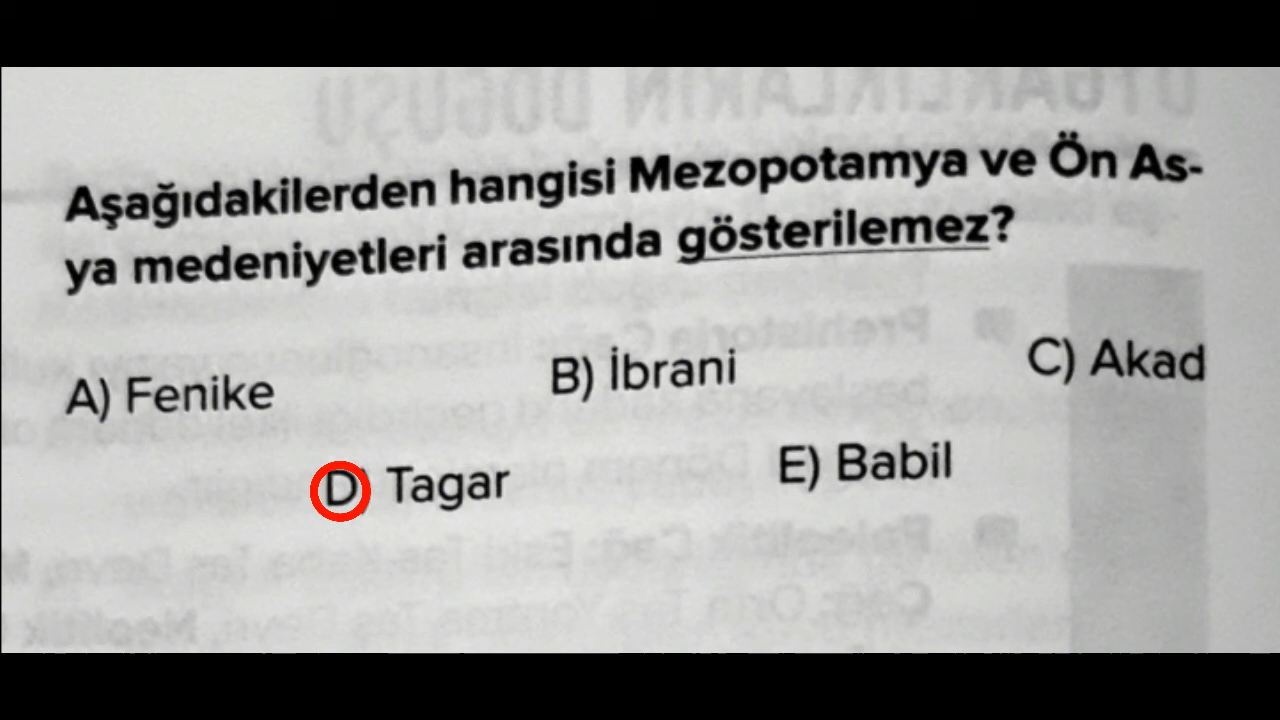 Aşağıdakilerden hangisi Mezopotamya ve Ön As-
ya medeniyetleri arasında gösterilemez?
A) Fenike B) İbrani C) Akad
D) Tagar E) Babil